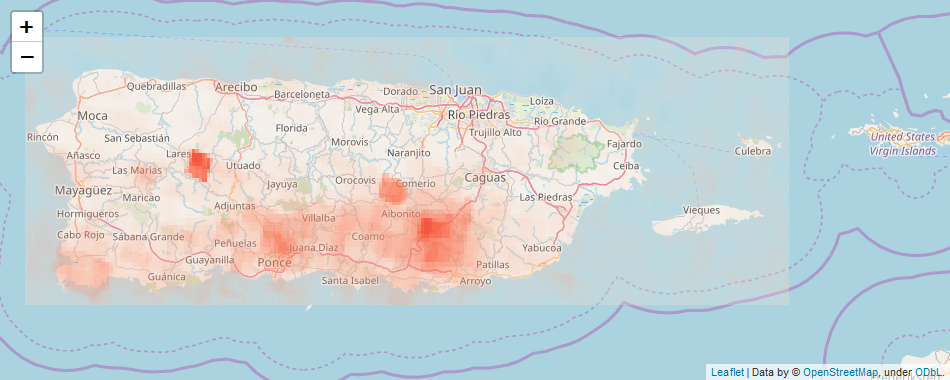 +
−
Quebradillas
Arecibo
Barceloneta
Dorado
San Juan
Loíza
Moca
Vega Alta
Río Piedras
Río Grande
Rincón
San Sebastián
Florida
Morovis
Trujillo Alto
Fajardo
Añasco
Lares
Utuado
Naranjito
Ceiba
Culebra
United States
Virgin Islands
Las Marías
Jayuya
Orocovis
Comerío
Caguas
Mayagüez
Maricao
Adjuntas
Las Piedras
Hormigueros
Villalba
Aibonito
Vieques
Cabo Rojo
Sábana Grande
Peñuelas
Juana Díaz
Coamo
Yabucoa
Guayanilla
Ponce
Patillas
Guánica
Santa Isabel
Arroyo
Leaflet | Data by © OpenStreetMap, under ODbL.